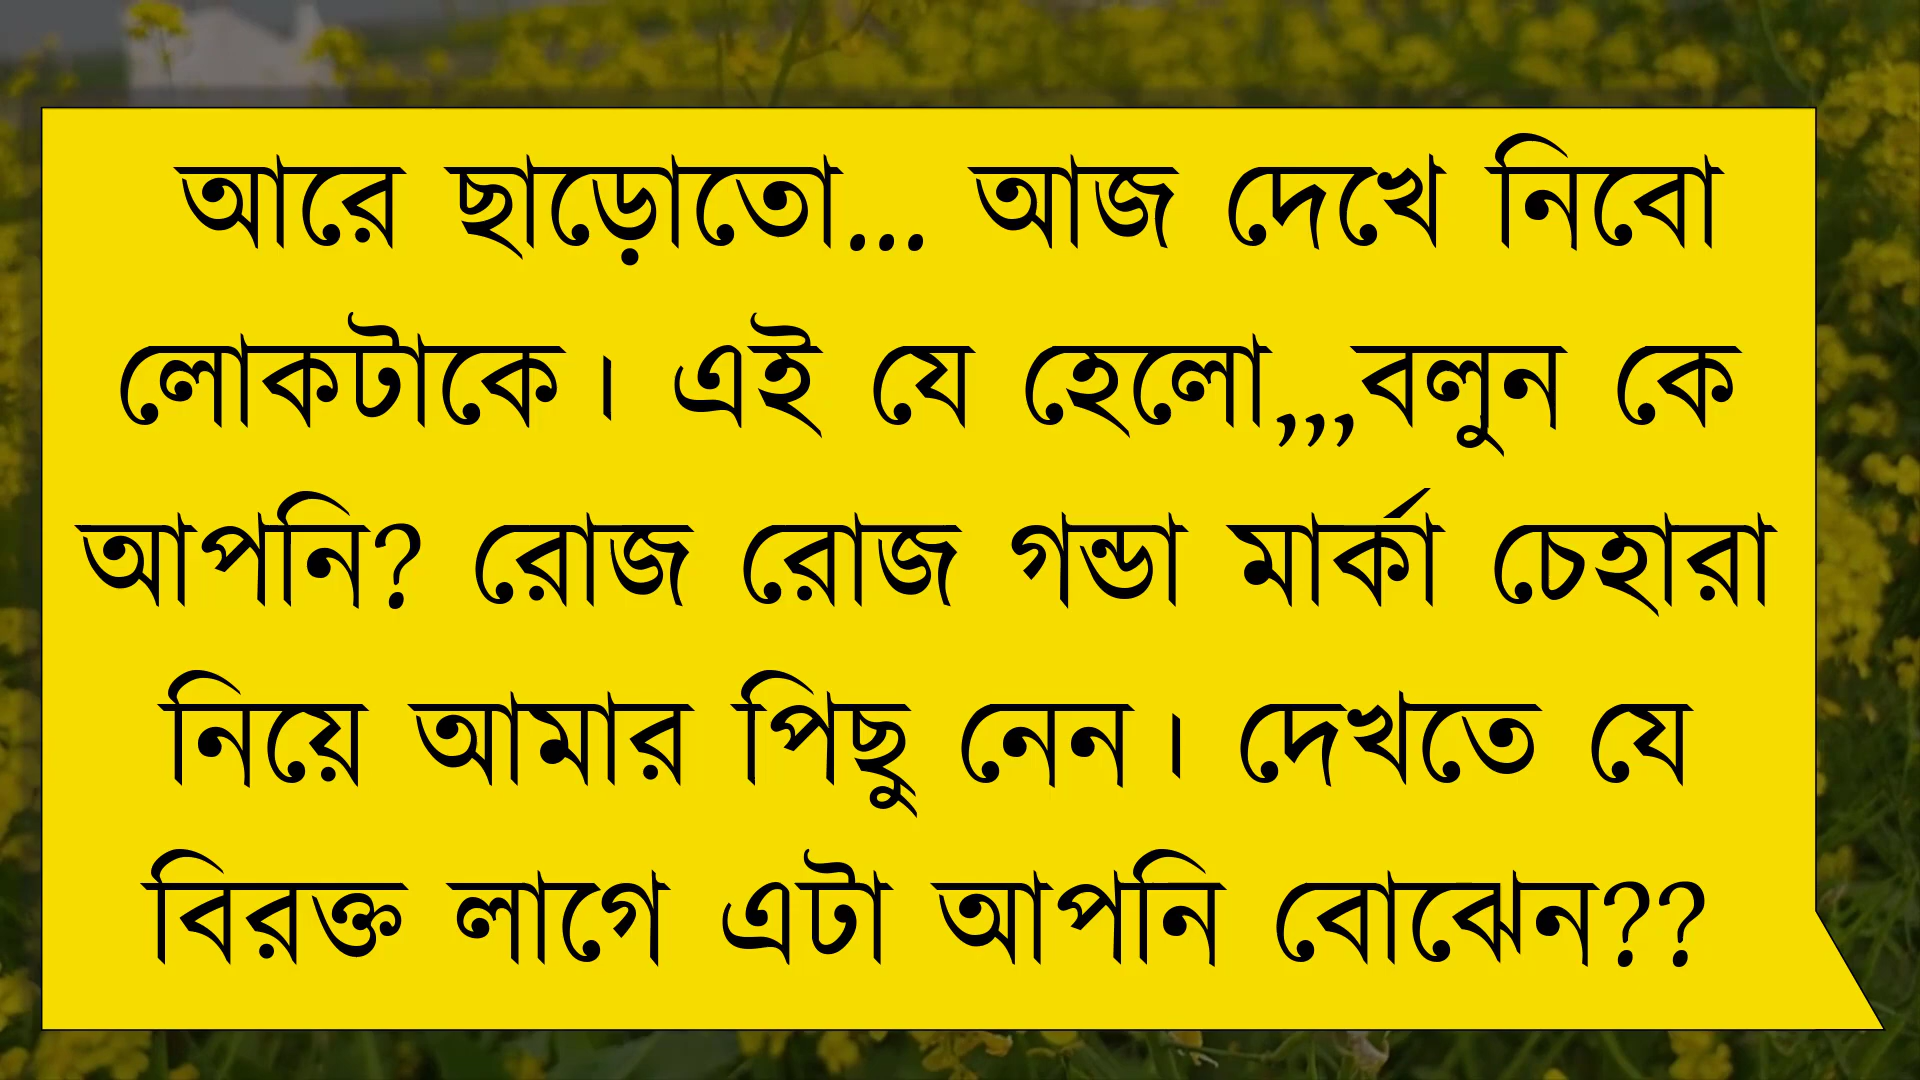 আরে ছাড়োতো... আজ দেখে নিবো
লোকটাকে। এই যে হেলো,,,বলুন কে
আপনি? রোজ রোজ গন্ডা মার্কা চেহারা
নিয়ে আমার পিছু নেন। দেখতে যে
বিরক্ত লাগে এটা আপনি বোঝেন??